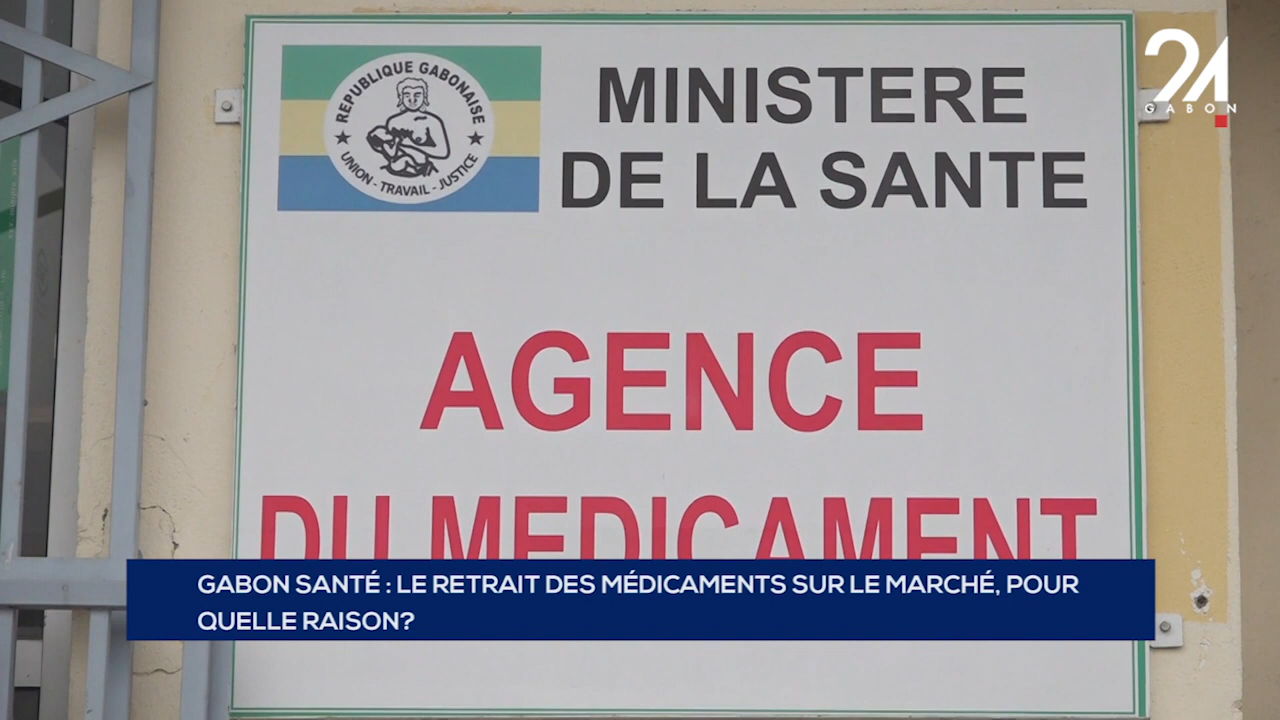 24
GABON
REPUBLIQUE GABONAISE
UNION - TRAVAIL - JUSTICE
MINISTERE
DE LA SANTE
AGENCE
DU MEDICAMENT
GABON SANTÉ : LE RETRAIT DES MÉDICAMENTS SUR LE MARCHÉ, POUR
QUELLE RAISON?